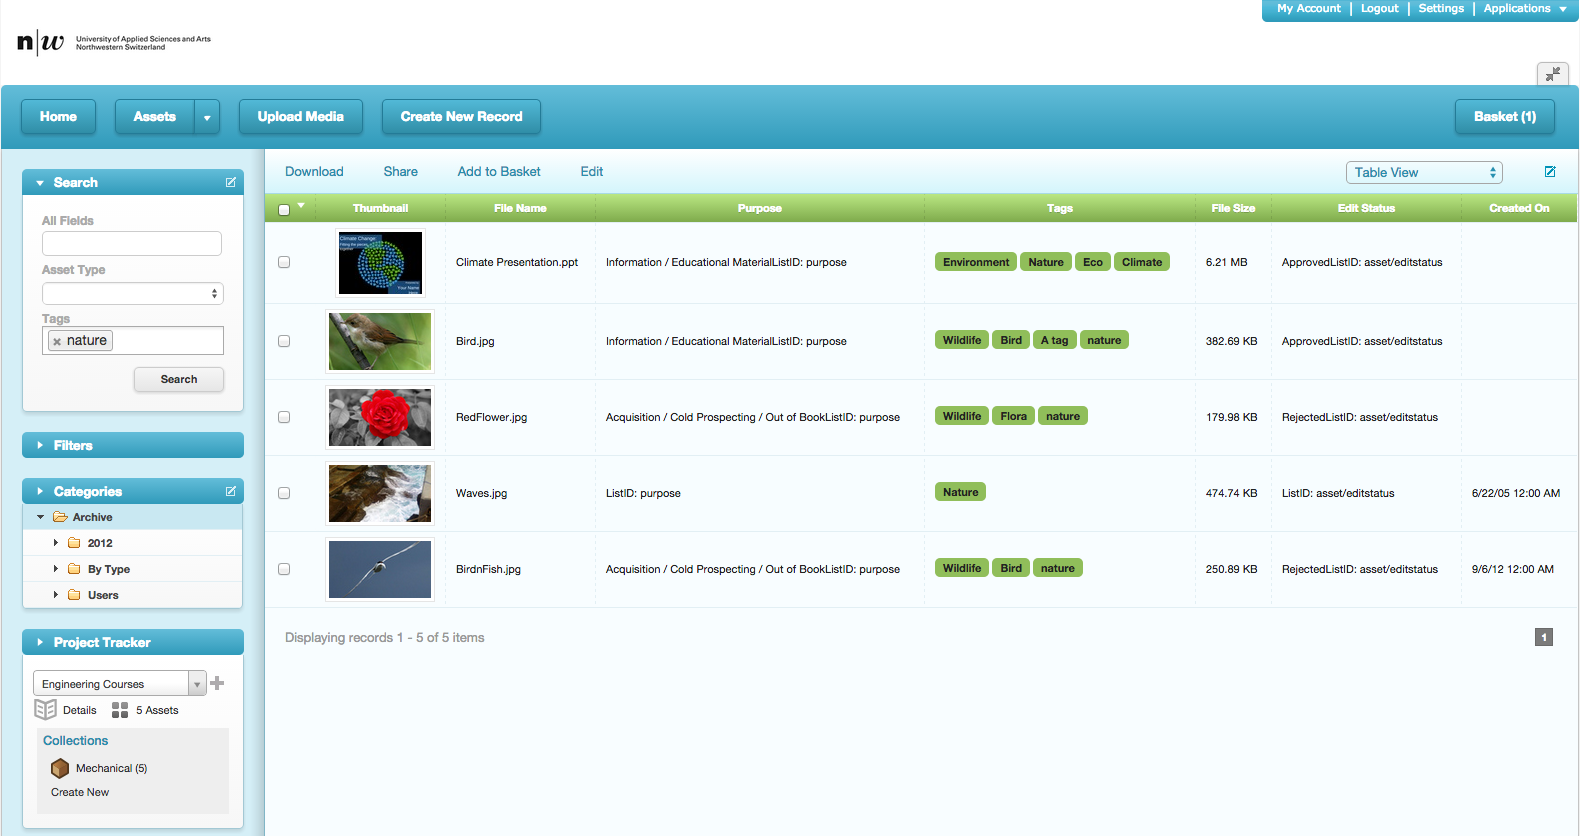 My Account | Logout | Settings | Applications
n|w University of Applied Sciences and Arts
Northwestern Switzerland
Home Assets Upload Media Create New Record Basket (1)
Search
All Fields
Asset Type
Tags
× nature
Search
Filters
Categories
Archive
2012
By Type
Users
Project Tracker
Engineering Courses
Details 5 Assets
Collections
Mechanical (5)
Create New
Download Share Add to Basket Edit Table View
Thumbnail File Name Purpose Tags File Size Edit Status Created On
Climate Change
Your Name
Climate Presentation.ppt Information / Educational MaterialListID: purpose Environment Nature Eco Climate 6.21 MB ApprovedListID: asset/editstatus
Bird.jpg Information / Educational MaterialListID: purpose Wildlife Bird A tag nature 382.69 KB ApprovedListID: asset/editstatus
RedFlower.jpg Acquisition / Cold Prospecting / Out of BookListID: purpose Wildlife Flora nature 179.98 KB RejectedListID: asset/editstatus
Waves.jpg ListID: purpose Nature 474.74 KB ListID: asset/editstatus 6/22/05 12:00 AM
BirdnFish.jpg Acquisition / Cold Prospecting / Out of BookListID: purpose Wildlife Bird nature 250.89 KB RejectedListID: asset/editstatus 9/6/12 12:00 AM
Displaying records 1 - 5 of 5 items 1